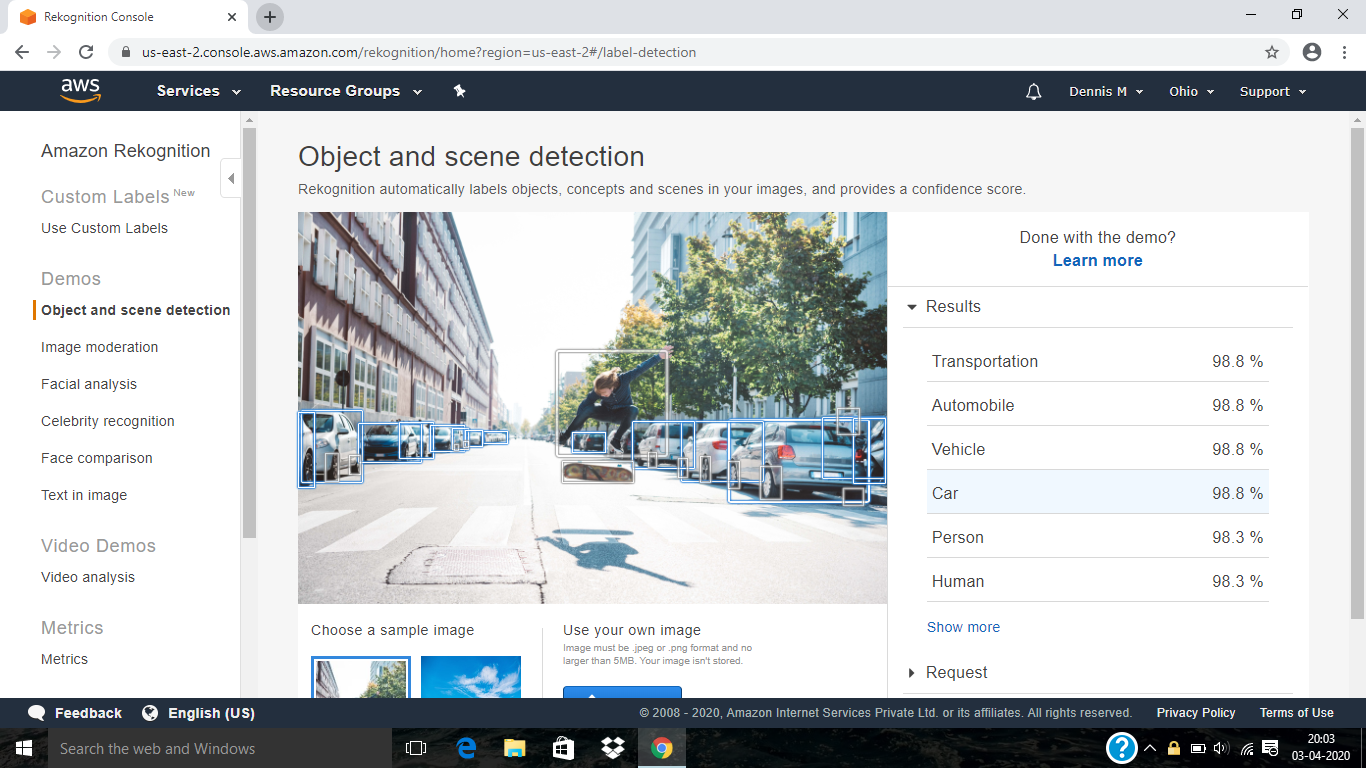 Rekognition Console
us-east-2.console.aws.amazon.com/rekognition/home?region=us-east-2#/label-detection
aws
Services
Resource Groups
Dennis M
Ohio
Support
Amazon Rekognition
Custom Labels New
Use Custom Labels
Demos
Object and scene detection
Image moderation
Facial analysis
Celebrity recognition
Face comparison
Text in image
Video Demos
Video analysis
Metrics
Metrics
Object and scene detection
Rekognition automatically labels objects, concepts and scenes in your images, and provides a confidence score.
Choose a sample image
Use your own image
Image must be .jpeg or .png format and no
larger than 5MB. Your image isn't stored.
Done with the demo?
Learn more
Results
Transportation 98.8 %
Automobile 98.8 %
Vehicle 98.8 %
Car 98.8 %
Person 98.3 %
Human 98.3 %
Show more
Request
Feedback
English (US)
© 2008 - 2020, Amazon Internet Services Private Ltd. or its affiliates. All rights reserved.
Privacy Policy
Terms of Use
Search the web and Windows
20:03
03-04-2020